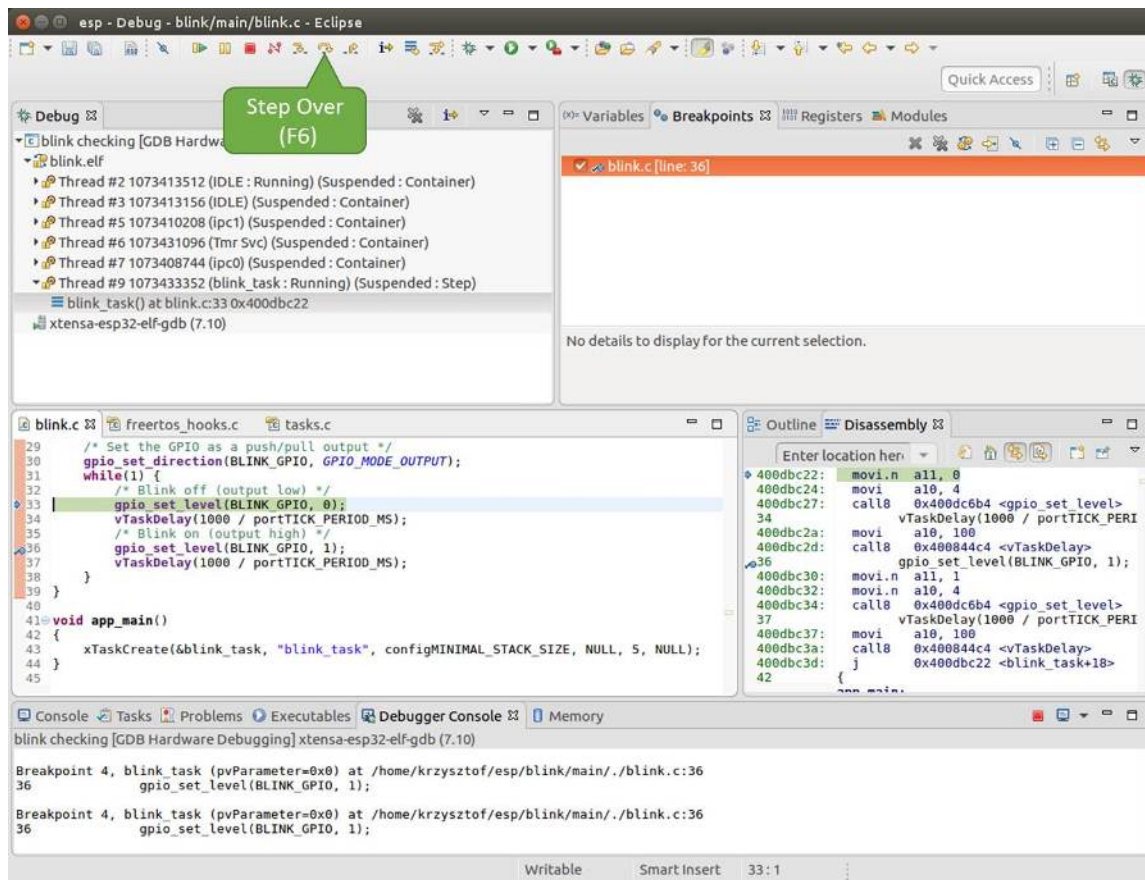 esp - Debug - blink/main/blink.c - Eclipse
Quick Access
Step Over
(F6)
Debug
blink checking [GDB Hardwa
blink.elf
Thread #2 1073413512 (IDLE : Running) (Suspended : Container)
Thread #3 1073413156 (IDLE) (Suspended : Container)
Thread #5 1073410208 (ipc1) (Suspended : Container)
Thread #6 1073431096 (Tmr Svc) (Suspended : Container)
Thread #7 1073408744 (ipc0) (Suspended : Container)
Thread #9 1073433352 (blink_task : Running) (Suspended : Step)
blink_task() at blink.c:33 0x400dbc22
xtensa-esp32-elf-gdb (7.10)
(x)= Variables Breakpoints Registers Modules
blink.c [line: 36]
No details to display for the current selection.
blink.c freertos_hooks.c tasks.c
29 /* Set the GPIO as a push/pull output */
30 gpio_set_direction(BLINK_GPIO, GPIO_MODE_OUTPUT);
31 while(1) {
32 /* Blink off (output low) */
33 gpio_set_level(BLINK_GPIO, 0);
34 vTaskDelay(1000 / portTICK_PERIOD_MS);
35 /* Blink on (output high) */
36 gpio_set_level(BLINK_GPIO, 1);
37 vTaskDelay(1000 / portTICK_PERIOD_MS);
38 }
39 }
40
41 void app_main()
42 {
43 xTaskCreate(&blink_task, "blink_task", configMINIMAL_STACK_SIZE, NULL, 5, NULL);
44 }
45
Outline Disassembly
Enter location her
400dbc22: movi.n a11, 0
400dbc24: movi a10, 4
400dbc27: call8 0x400dc6b4 <gpio_set_level>
34 vTaskDelay(1000 / portTICK_PERI
400dbc2a: movi a10, 100
400dbc2d: call8 0x400844c4 <vTaskDelay>
36 gpio_set_level(BLINK_GPIO, 1);
400dbc30: movi.n a11, 1
400dbc32: movi.n a10, 4
400dbc34: call8 0x400dc6b4 <gpio_set_level>
37 vTaskDelay(1000 / portTICK_PERI
400dbc37: movi a10, 100
400dbc3a: call8 0x400844c4 <vTaskDelay>
400dbc3d: j 0x400dbc22 <blink_task+18>
42 {
app_main:
Console Tasks Problems Executables Debugger Console Memory
blink checking [GDB Hardware Debugging] xtensa-esp32-elf-gdb (7.10)
Breakpoint 4, blink_task (pvParameter=0x0) at /home/krzysztof/esp/blink/main/./blink.c:36
36 gpio_set_level(BLINK_GPIO, 1);
Breakpoint 4, blink_task (pvParameter=0x0) at /home/krzysztof/esp/blink/main/./blink.c:36
36 gpio_set_level(BLINK_GPIO, 1);
Writable Smart Insert 33 : 1